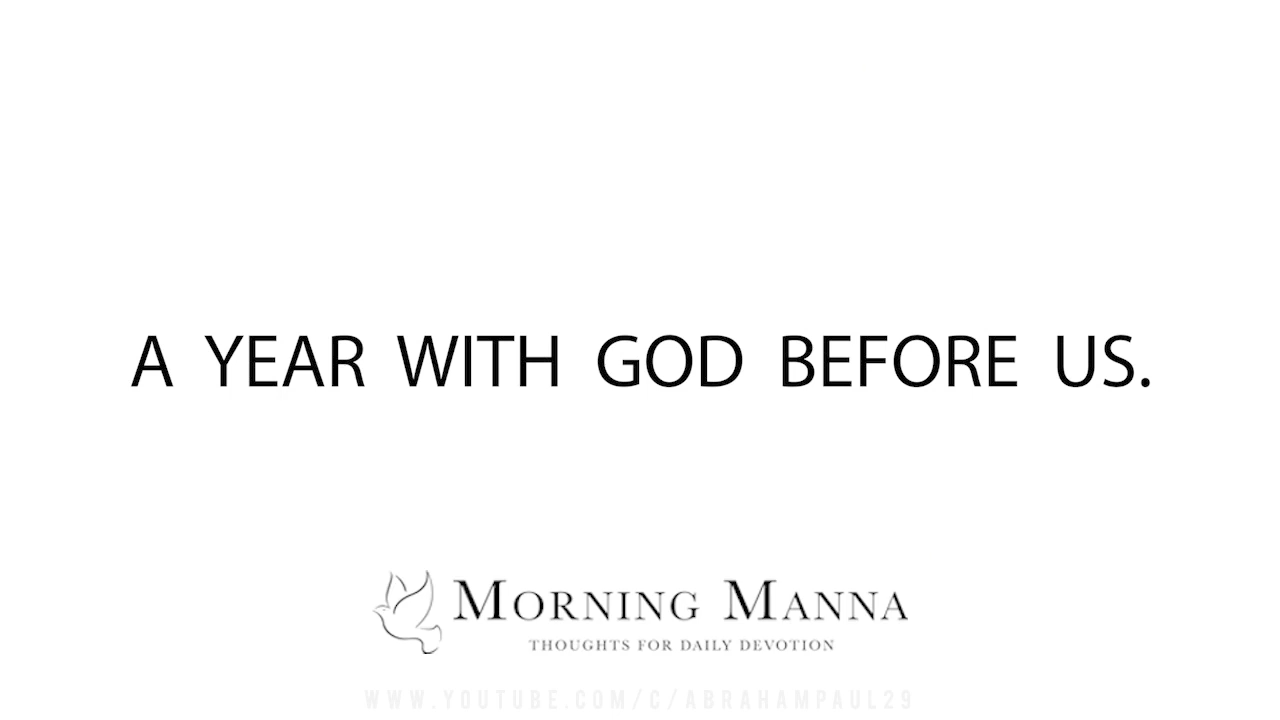 A YEAR WITH GOD BEFORE US.
MORNING MANNA
THOUGHTS FOR DAILY DEVOTION
WWW.YOUTUBE.COM/C/ABRAHAMPAUL29